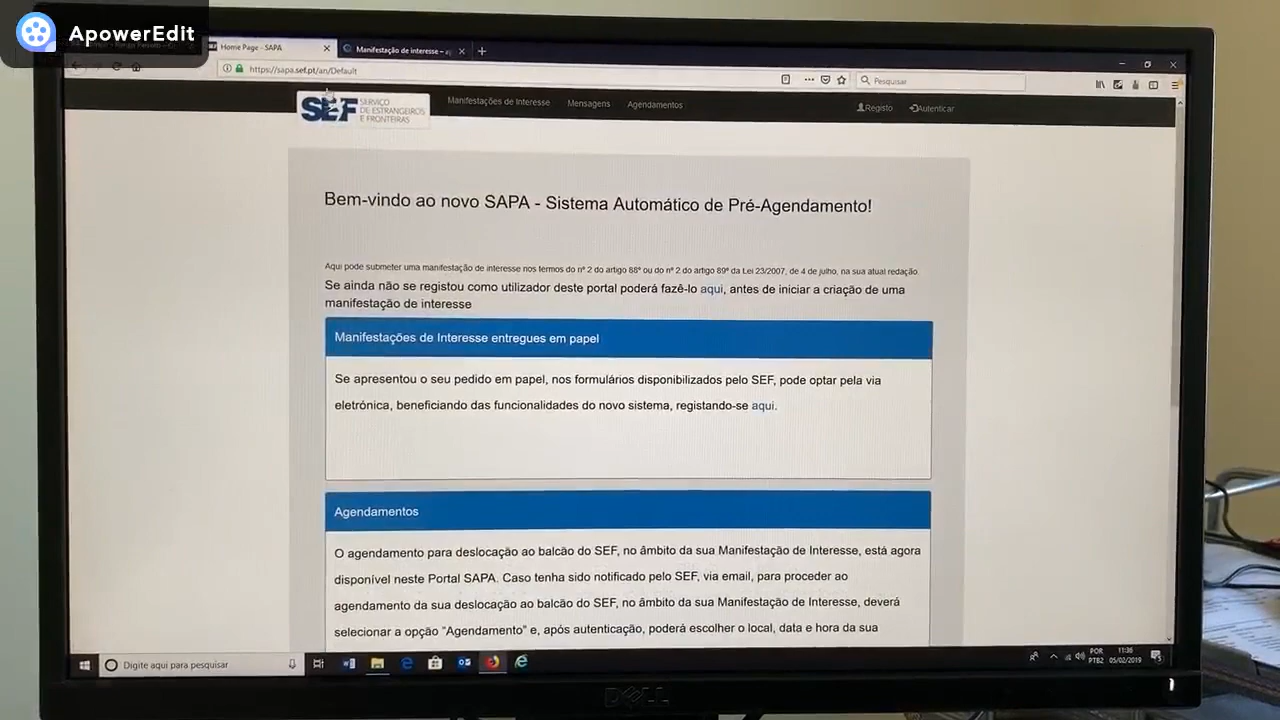 ApowerEdit
Home Page - SAPA
Manifestação de interesse –
https://sapa.sef.pt/an/Default
Pesquisar
SEF SERVIÇO
DE ESTRANGEIROS
E FRONTEIRAS
Manifestações de Interesse Mensagens Agendamentos Registo Autenticar
Bem-vindo ao novo SAPA - Sistema Automático de Pré-Agendamento!
Aqui pode submeter uma manifestação de interesse nos termos do nº 2 do artigo 88º ou do nº 2 do artigo 89º da Lei 23/2007, de 4 de julho, na sua atual redação.
Se ainda não se registou como utilizador deste portal poderá fazê-lo aqui, antes de iniciar a criação de uma
manifestação de interesse
Manifestações de Interesse entregues em papel
Se apresentou o seu pedido em papel, nos formulários disponibilizados pelo SEF, pode optar pela via
eletrónica, beneficiando das funcionalidades do novo sistema, registando-se aqui.
Agendamentos
O agendamento para deslocação ao balcão do SEF, no âmbito da sua Manifestação de Interesse, está agora
disponível neste Portal SAPA. Caso tenha sido notificado pelo SEF, via email, para proceder ao
agendamento da sua deslocação ao balcão do SEF, no âmbito da sua Manifestação de Interesse, deverá
selecionar a opção "Agendamento" e, após autenticação, poderá escolher o local, data e hora da sua
Digite aqui para pesquisar
POR
PTB2
11:36
05/02/2019
DELL